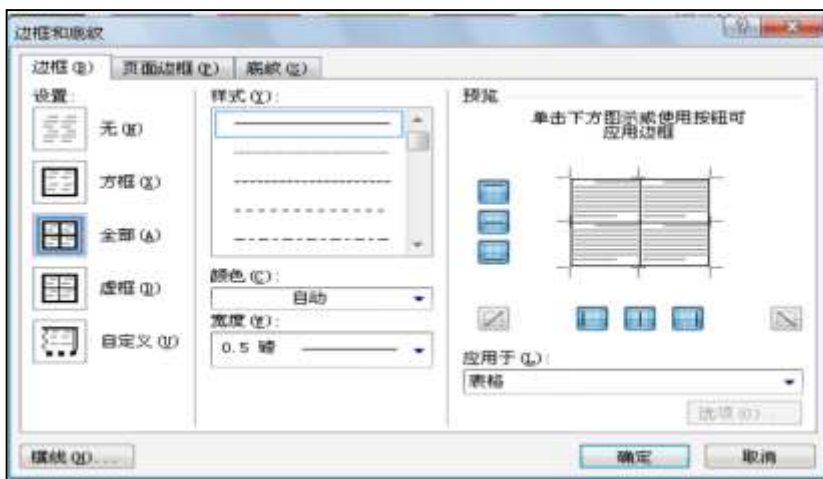 边框和底纹
边框(B) 页面边框(P) 底纹(S)
设置:
无(N)
方框(X)
全部(A)
虚框(D)
自定义(U)
样式(Y):
颜色(C):
自动
宽度(W):
0.5 磅
预览
单击下方图示或使用按钮可
应用边框
应用于(L):
表格
选项(O)...
横线(H)...
确定
取消